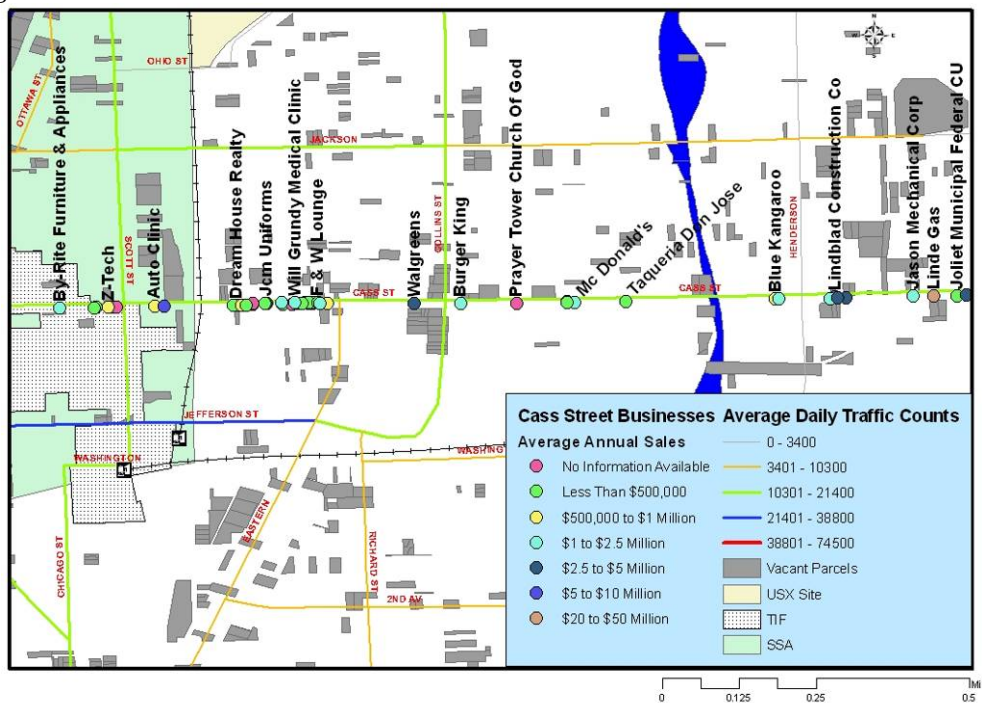 OTTAWA ST
OHIO ST
JACKSON
By-Rite Furniture & Appliances
Z-Tech
SCOTT ST
Auto Clinic
Dream House Realty
Jcm Uniforms
Will Grundy Medical Clinic
F & W Lounge
CASS ST
Walgreens
COLLINS ST
Burger King
Prayer Tower Church Of God
Mc Donald's
Taqueria Don Jose
CASS ST
Blue Kangaroo
HENDERSON
Lindblad Construction Co
Jason Mechanical Corp
Linde Gas
Joliet Municipal Federal CU
N
W E
S
JEFFERSON ST
WASHINGTON
WASHING
CHICAGO ST
EASTERN
RICHARD ST
2ND AV
Cass Street Businesses
Average Annual Sales
No Information Available
Less Than $500,000
$500,000 to $1 Million
$1 to $2.5 Million
$2.5 to $5 Million
$5 to $10 Million
$20 to $50 Million
Average Daily Traffic Counts
0 - 3400
3401 - 10300
10301 - 21400
21401 - 38800
38801 - 74500
Vacant Parcels
USX Site
TIF
SSA
Mi
0 0.125 0.25 0.5